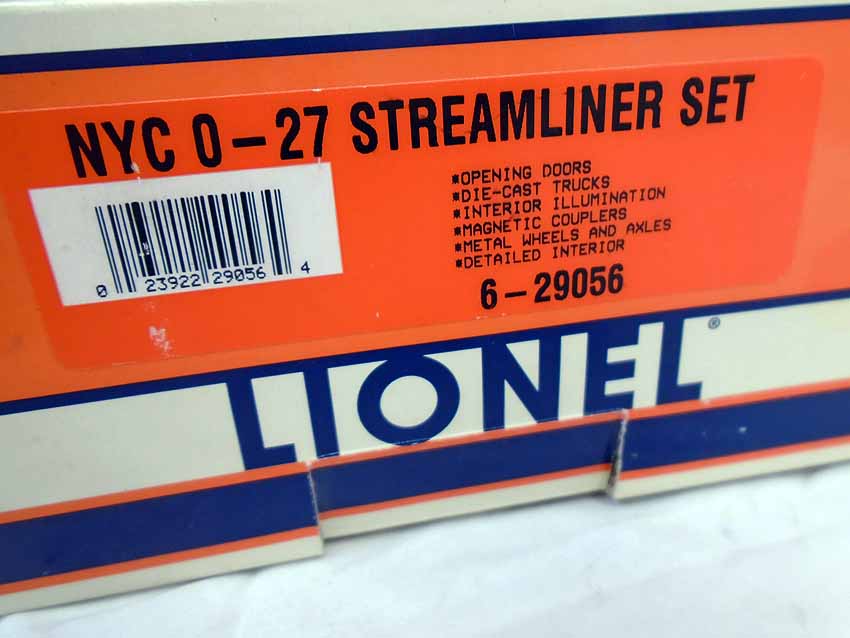 NYC 0-27 STREAMLINER SET
*OPENING DOORS
*DIE-CAST TRUCKS
*INTERIOR ILLUMINATION
*MAGNETIC COUPLERS
*METAL WHEELS AND AXLES
*DETAILED INTERIOR
0 23922 29056 4
6-29056
LIONEL®